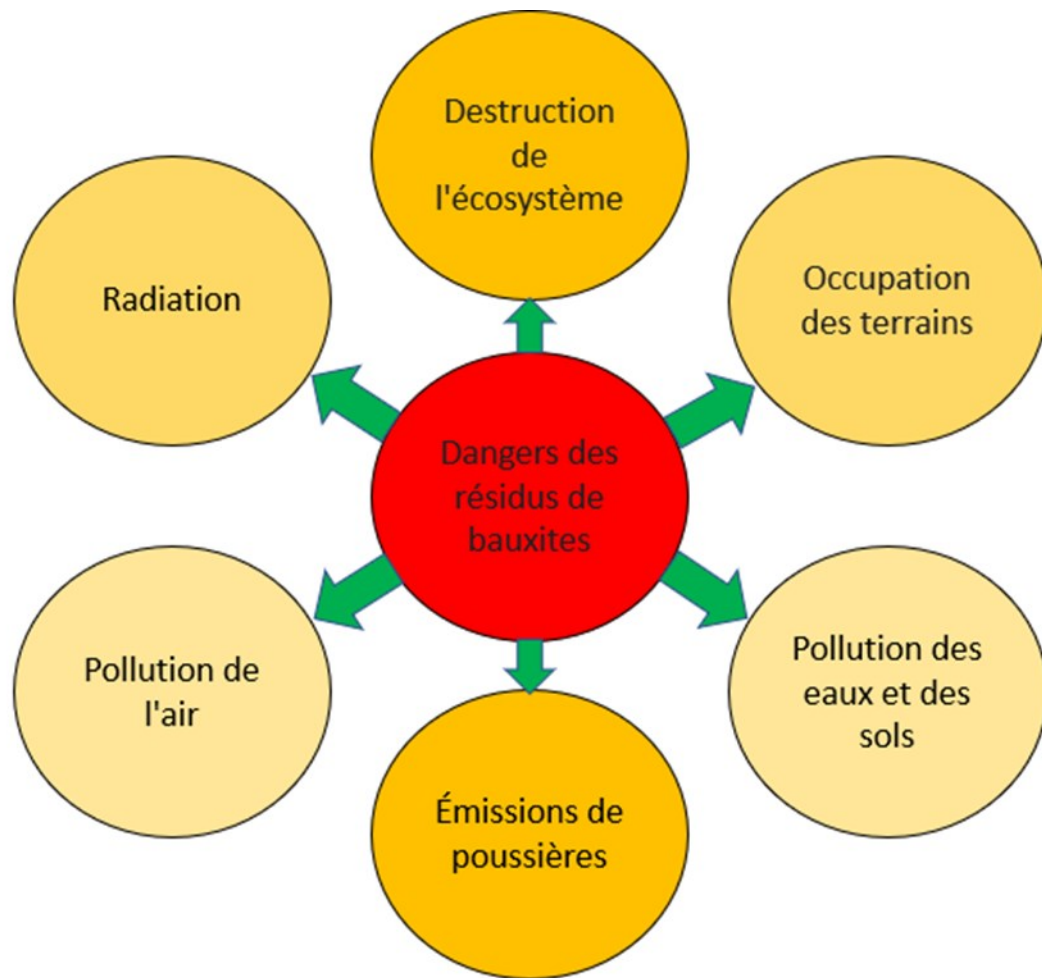 Destruction
de
l'écosystème
Radiation
Occupation
des terrains
Dangers des
résidus de
bauxites
Pollution de
l'air
Pollution des
eaux et des
sols
Émissions de
poussières